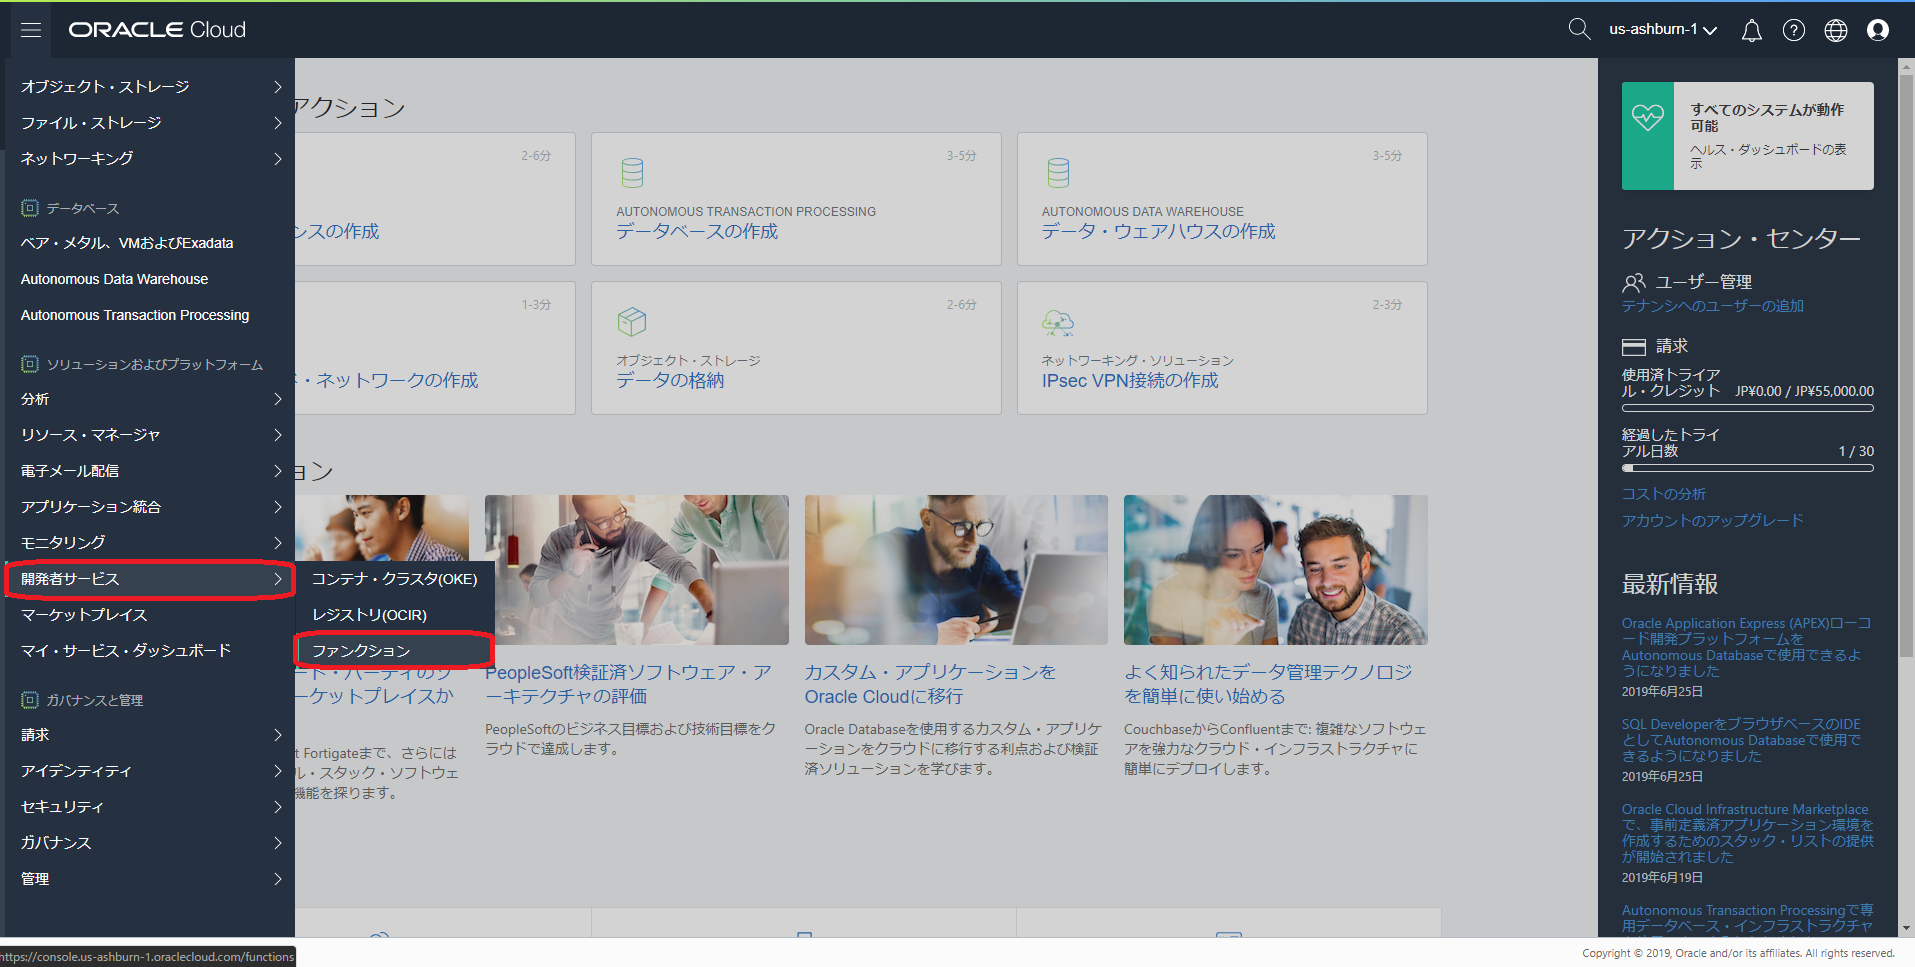 ORACLE Cloud
us-ashburn-1
オブジェクト・ストレージ
ファイル・ストレージ
ネットワーキング
データベース
ベア・メタル、VMおよびExadata
Autonomous Data Warehouse
Autonomous Transaction Processing
ソリューションおよびプラットフォーム
分析
リソース・マネージャ
電子メール配信
アプリケーション統合
モニタリング
開発者サービス
マーケットプレイス
マイ・サービス・ダッシュボード
ガバナンスと管理
請求
アイデンティティ
セキュリティ
ガバナンス
管理
コンテナ・クラスタ(OKE)
レジストリ(OCIR)
ファンクション
アクション
2-6分
ンスの作成
3-5分
AUTONOMOUS TRANSACTION PROCESSING
データベースの作成
3-5分
AUTONOMOUS DATA WAREHOUSE
データ・ウェアハウスの作成
1-3分
ド・ネットワークの作成
2-6分
オブジェクト・ストレージ
データの格納
2-3分
ネットワーキング・ソリューション
IPsec VPN接続の作成
ョン
ート・パーティのソ
ーケットプレイスか
t Fortigateまで、さらには
ル・スタック・ソフトウェ
機能を探ります。
PeopleSoft検証済ソフトウェア・ア
ーキテクチャの評価
PeopleSoftのビジネス目標および技術目標をク
ラウドで達成します。
カスタム・アプリケーションを
Oracle Cloudに移行
Oracle Databaseを使用するカスタム・アプリケ
ーションをクラウドに移行する利点および検証
済ソリューションを学びます。
よく知られたデータ管理テクノロジ
を簡単に使い始める
CouchbaseからConfluentまで: 複雑なソフトウェ
アを強力なクラウド・インフラストラクチャに
簡単にデプロイします。
すべてのシステムが動作
可能
ヘルス・ダッシュボードの表
示
アクション・センター
ユーザー管理
テナンシへのユーザーの追加
請求
使用済トライア
ル・クレジット JP¥0.00 / JP¥55,000.00
経過したトライ
アル日数 1 / 30
コストの分析
アカウントのアップグレード
最新情報
Oracle Application Express (APEX)ローコ
ード開発プラットフォームを
Autonomous Databaseで使用できるよ
うになりました
2019年6月25日
SQL DeveloperをブラウザベースのIDE
としてAutonomous Databaseで使用で
きるようになりました
2019年6月25日
Oracle Cloud Infrastructure Marketplace
で、事前定義済アプリケーション環境を
作成するためのスタック・リストの提供
が開始されました
2019年6月19日
Autonomous Transaction Processingで専
用データベース・インフラストラクチャ
https://console.us-ashburn-1.oraclecloud.com/functions
Copyright © 2019, Oracle and/or its affiliates. All rights reserved.